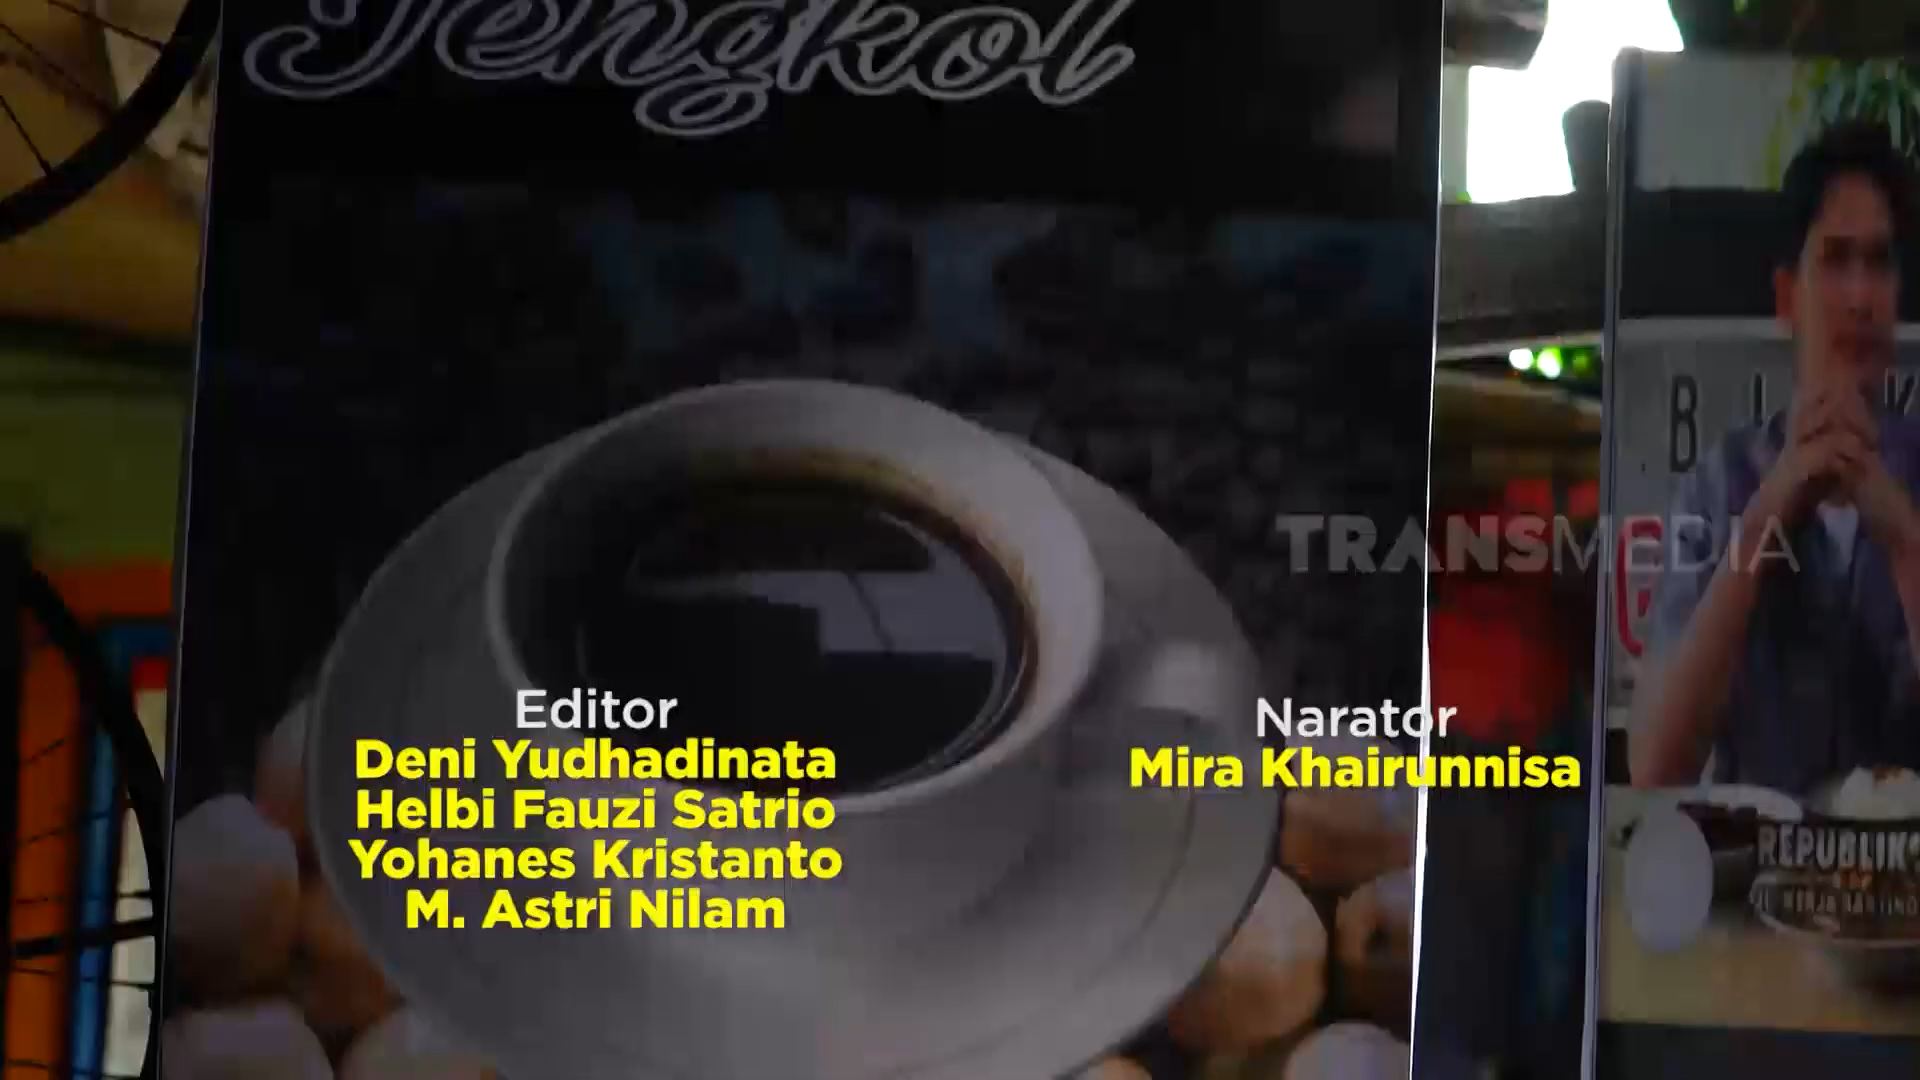 Jengkol
B L K
TRANSMEDIA
Editor
Deni Yudhadinata
Helbi Fauzi Satrio
Yohanes Kristanto
M. Astri Nilam
Narator
Mira Khairunnisa
REPUBLIK